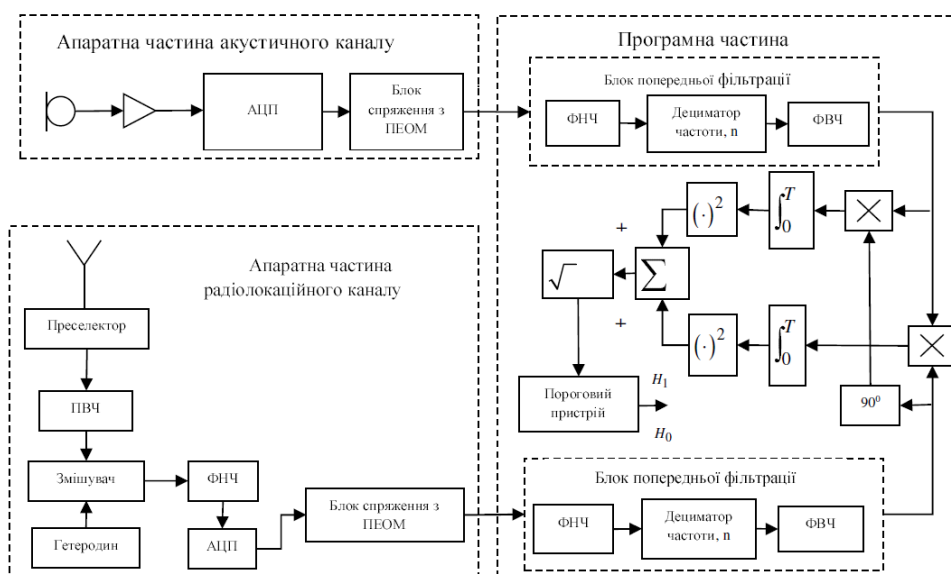 Апаратна частина акустичного каналу
АЦП
Блок
спряження з
ПЕОМ
Програмна частина
Блок попередньої фільтрації
ФНЧ
Дециматор
частоти, n
ФВЧ
(·)²
∫₀ᵀ
×
+
√
∑
+
(·)²
∫₀ᵀ
×
Пороговий
пристрій
H₁
H₀
90⁰
Апаратна частина
радіолокаційного каналу
Преселектор
ПВЧ
Змішувач
ФНЧ
Гетеродин
АЦП
Блок спряження з
ПЕОМ
Блок попередньої фільтрації
ФНЧ
Дециматор
частоти, n
ФВЧ